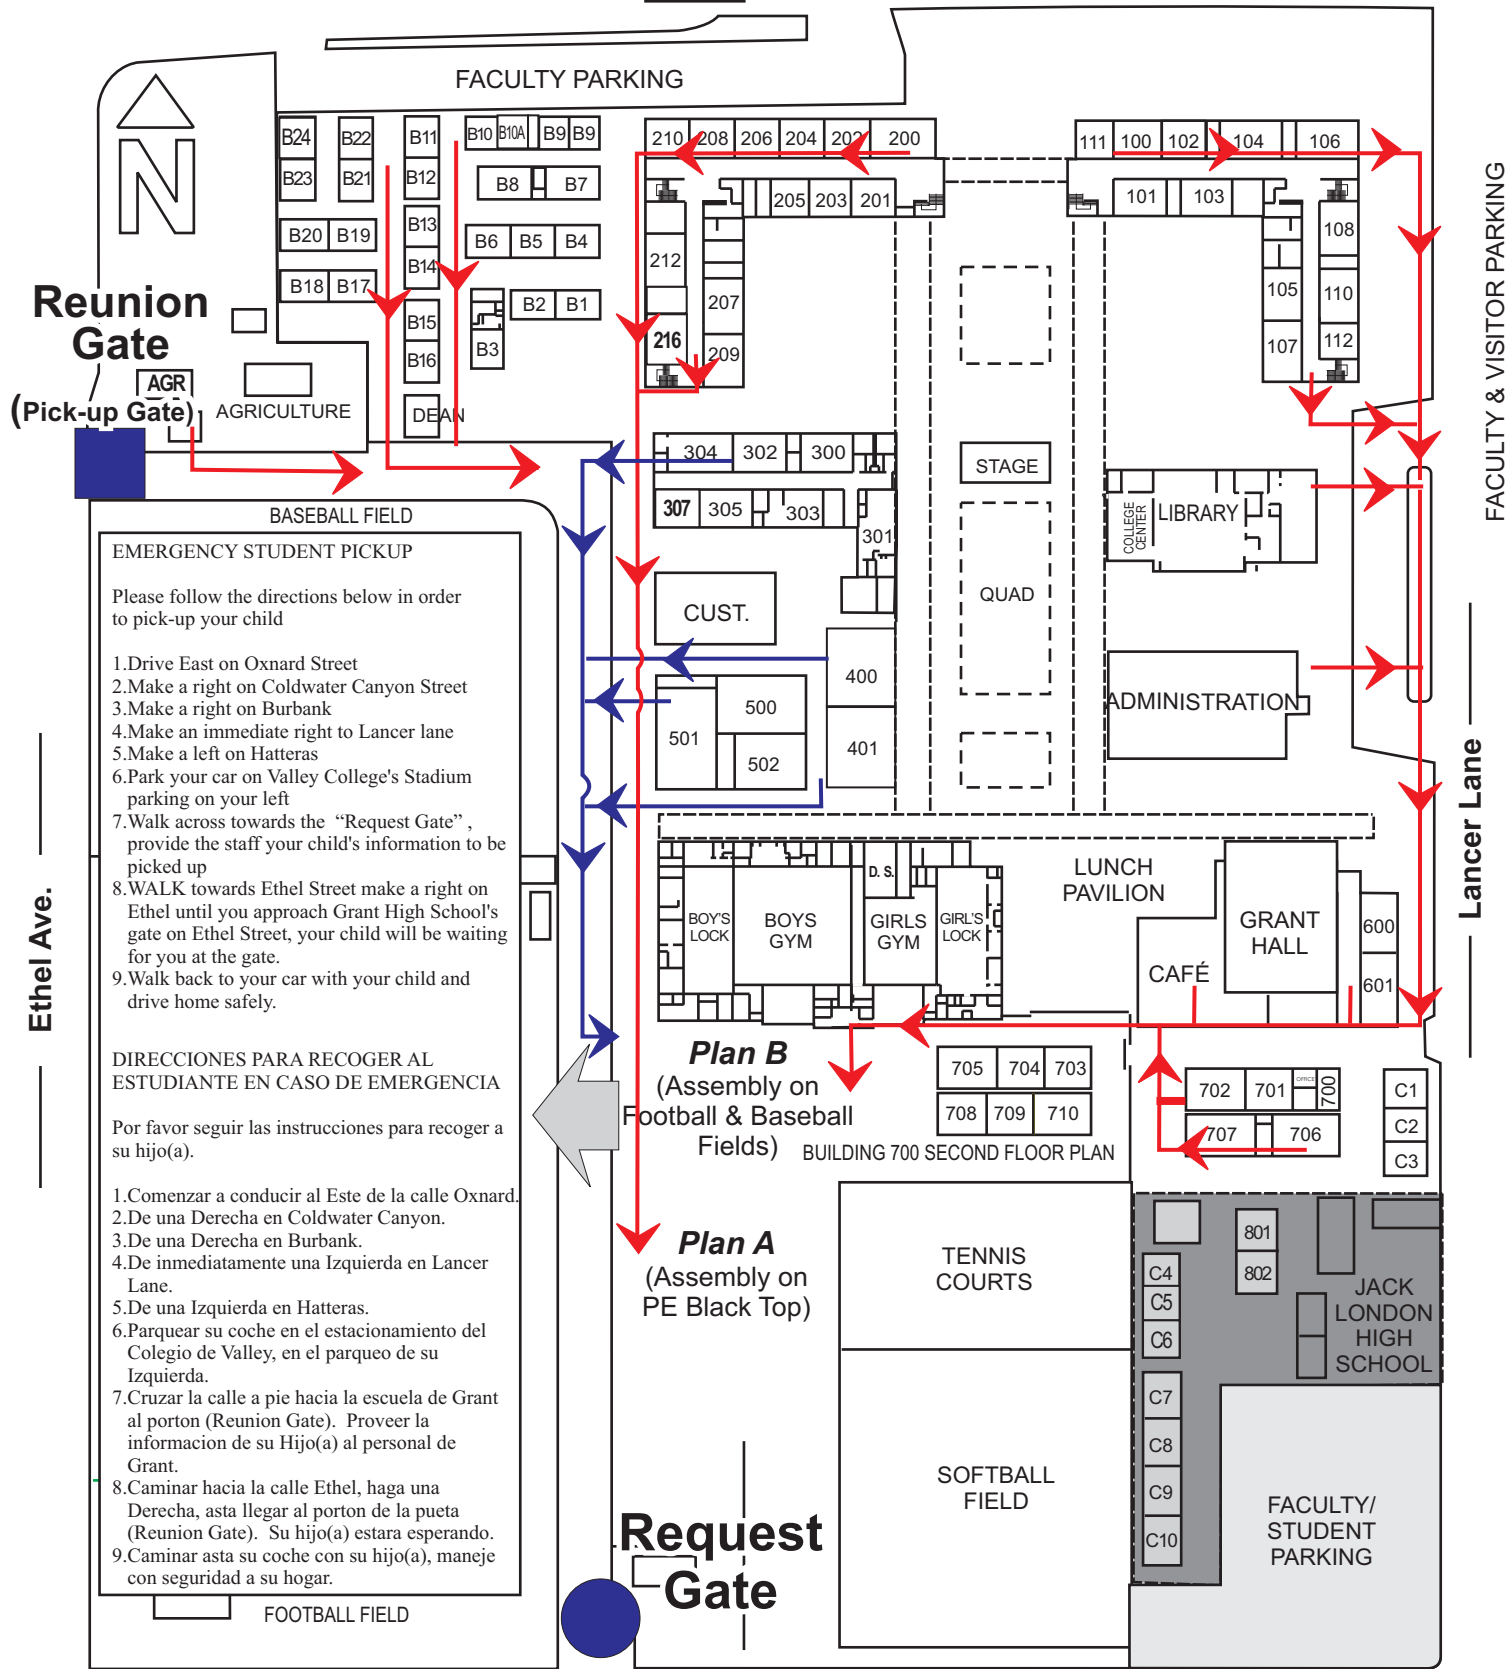 FACULTY PARKING
N
B24
B23
B22
B21
B11
B12
B10
B10A
B9
B9
B8
B7
B20
B19
B13
B14
B6
B5
B4
B18
B17
B15
B16
B2
B1
B3
DEAN
Reunion
Gate
(Pick-up Gate)
AGR
AGRICULTURE
210
208
206
204
202
200
205
203
201
212
207
216
209
111
100
102
104
106
101
103
108
105
110
107
112
FACULTY & VISITOR PARKING
304
302
300
307
305
303
301
STAGE
QUAD
COLLEGE
CENTER
LIBRARY
CUST.
400
401
500
501
502
ADMINISTRATION
BASEBALL FIELD
EMERGENCY STUDENT PICKUP
Please follow the directions below in order
to pick-up your child
1.Drive East on Oxnard Street
2.Make a right on Coldwater Canyon Street
3.Make a right on Burbank
4.Make an immediate right to Lancer lane
5.Make a left on Hatteras
6.Park your car on Valley College's Stadium
parking on your left
7.Walk across towards the “Request Gate” ,
provide the staff your child's information to be
picked up
8.WALK towards Ethel Street make a right on
Ethel until you approach Grant High School's
gate on Ethel Street, your child will be waiting
for you at the gate.
9.Walk back to your car with your child and
drive home safely.
DIRECCIONES PARA RECOGER AL
ESTUDIANTE EN CASO DE EMERGENCIA
Por favor seguir las instrucciones para recoger a
su hijo(a).
1.Comenzar a conducir al Este de la calle Oxnard.
2.De una Derecha en Coldwater Canyon.
3.De una Derecha en Burbank.
4.De inmediatamente una Izquierda en Lancer
Lane.
5.De una Izquierda en Hatteras.
6.Parquear su coche en el estacionamiento del
Colegio de Valley, en el parqueo de su
Izquierda.
7.Cruzar la calle a pie hacia la escuela de Grant
al porton (Reunion Gate).  Proveer la
informacion de su Hijo(a) al personal de
Grant.
8.Caminar hacia la calle Ethel, haga una
Derecha, asta llegar al porton de la pueta
(Reunion Gate).  Su hijo(a) estara esperando.
9.Caminar asta su coche con su hijo(a), maneje
con seguridad a su hogar.
FOOTBALL FIELD
Ethel Ave.
Lancer Lane
D. S.
BOY'S
LOCK
BOYS
GYM
GIRLS
GYM
GIRL'S
LOCK
LUNCH
PAVILION
GRANT
HALL
CAFÉ
600
601
Plan B
(Assembly on
Football & Baseball
Fields)
705
704
703
708
709
710
BUILDING 700 SECOND FLOOR PLAN
702
701
OFFICE
700
707
706
C1
C2
C3
Plan A
(Assembly on
PE Black Top)
TENNIS
COURTS
801
802
C4
C5
C6
JACK
LONDON
HIGH
SCHOOL
C7
C8
C9
C10
SOFTBALL
FIELD
FACULTY/
STUDENT
PARKING
Request
Gate